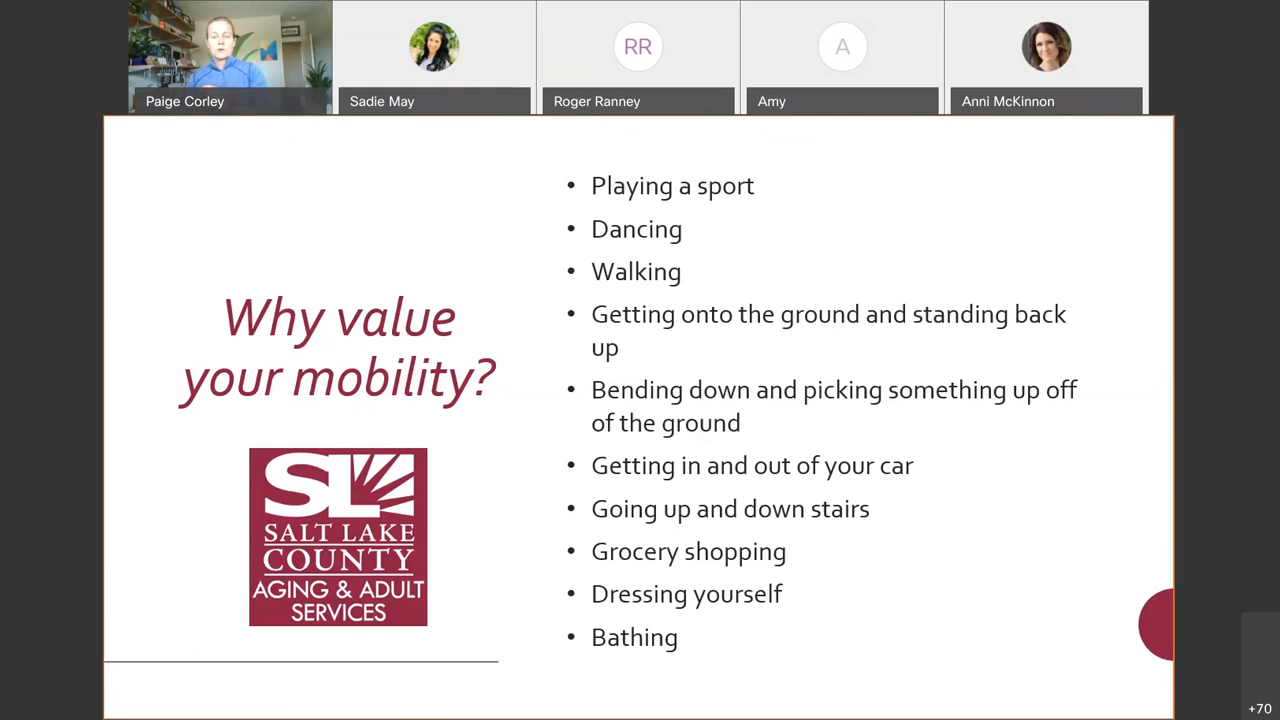 Paige Corley
Sadie May
RR
Roger Ranney
A
Amy
Anni McKinnon
Why value
your mobility?
SL
SALT LAKE
COUNTY
AGING & ADULT
SERVICES
• Playing a sport
• Dancing
• Walking
• Getting onto the ground and standing back
up
• Bending down and picking something up off
of the ground
• Getting in and out of your car
• Going up and down stairs
• Grocery shopping
• Dressing yourself
• Bathing
+70